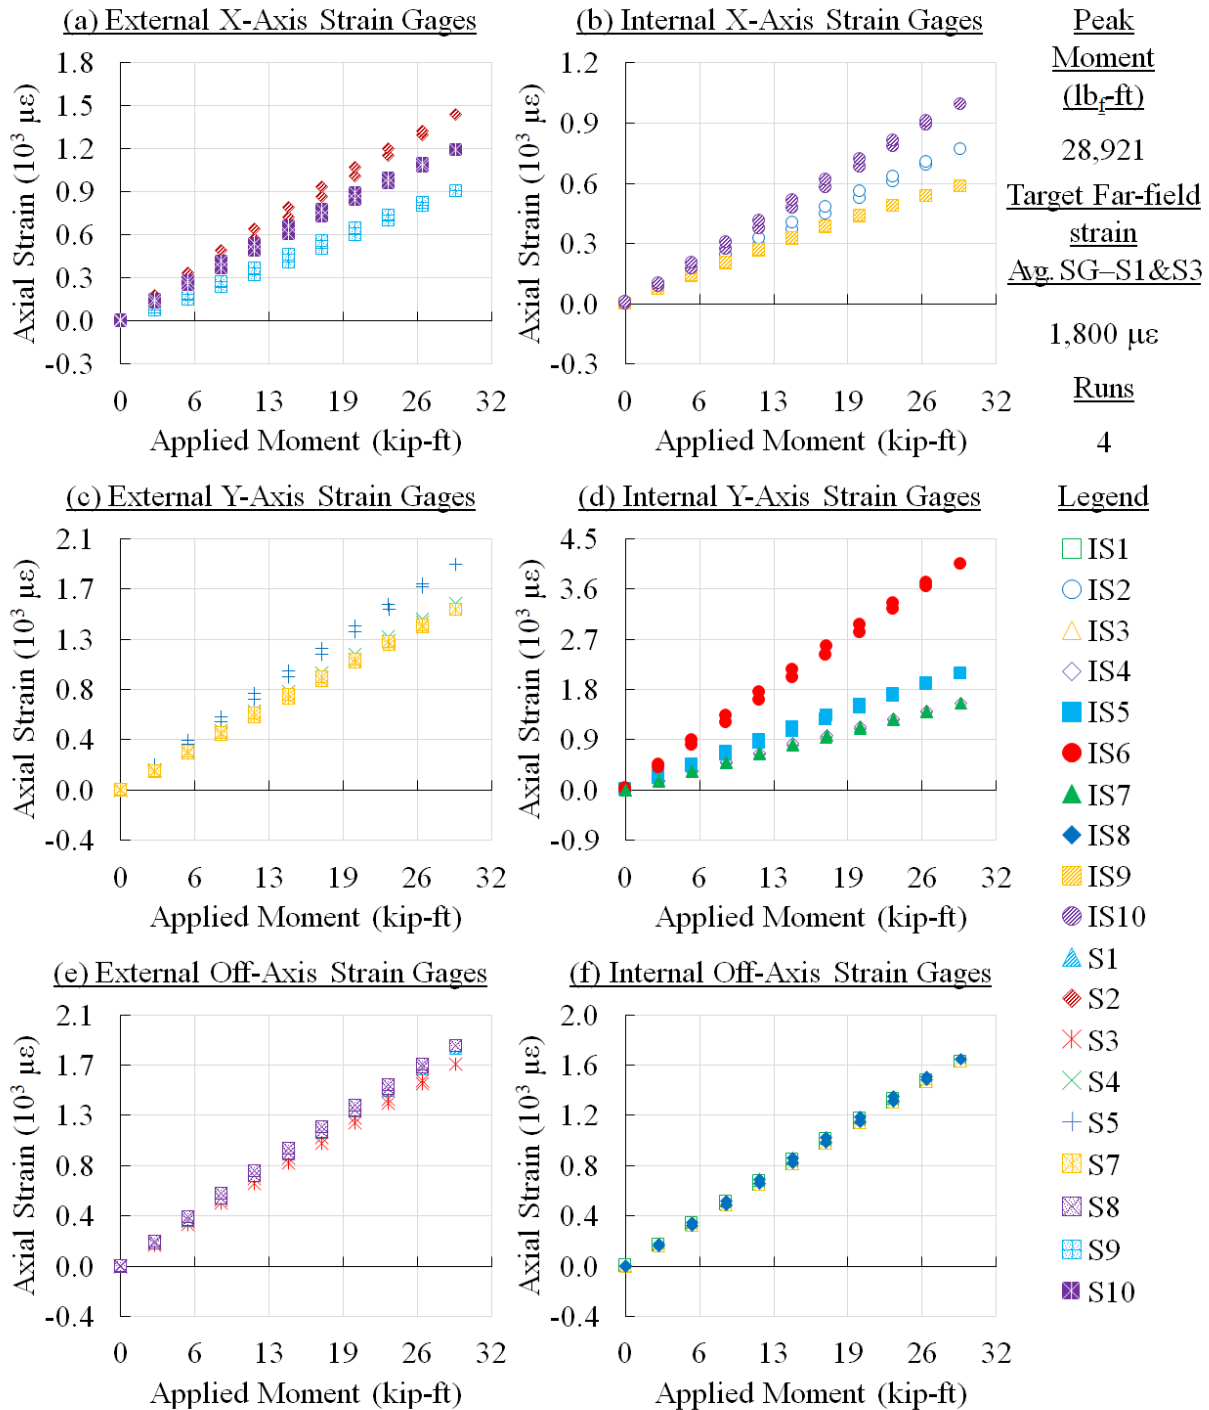 (a) External X-Axis Strain Gages
Axial Strain (10³ με)
1.8
1.5
1.2
0.9
0.6
0.3
0.0
-0.3
0 6 13 19 26 32
Applied Moment (kip-ft)
(b) Internal X-Axis Strain Gages
Axial Strain (10³ με)
1.2
0.9
0.6
0.3
0.0
-0.3
0 6 13 19 26 32
Applied Moment (kip-ft)
Peak
Moment
(lb_f-ft)
28,921
Target Far-field
strain
Avg. SG–S1&S3
1,800 με
Runs
4
(c) External Y-Axis Strain Gages
Axial Strain (10³ με)
2.1
1.7
1.3
0.8
0.4
0.0
-0.4
0 6 13 19 26 32
Applied Moment (kip-ft)
(d) Internal Y-Axis Strain Gages
Axial Strain (10³ με)
4.5
3.6
2.7
1.8
0.9
0.0
-0.9
0 6 13 19 26 32
Applied Moment (kip-ft)
(e) External Off-Axis Strain Gages
Axial Strain (10³ με)
2.1
1.7
1.3
0.8
0.4
0.0
-0.4
0 6 13 19 26 32
Applied Moment (kip-ft)
(f) Internal Off-Axis Strain Gages
Axial Strain (10³ με)
2.0
1.6
1.2
0.8
0.4
0.0
-0.4
0 6 13 19 26 32
Applied Moment (kip-ft)
Legend
IS1
IS2
IS3
IS4
IS5
IS6
IS7
IS8
IS9
IS10
S1
S2
S3
S4
S5
S7
S8
S9
S10